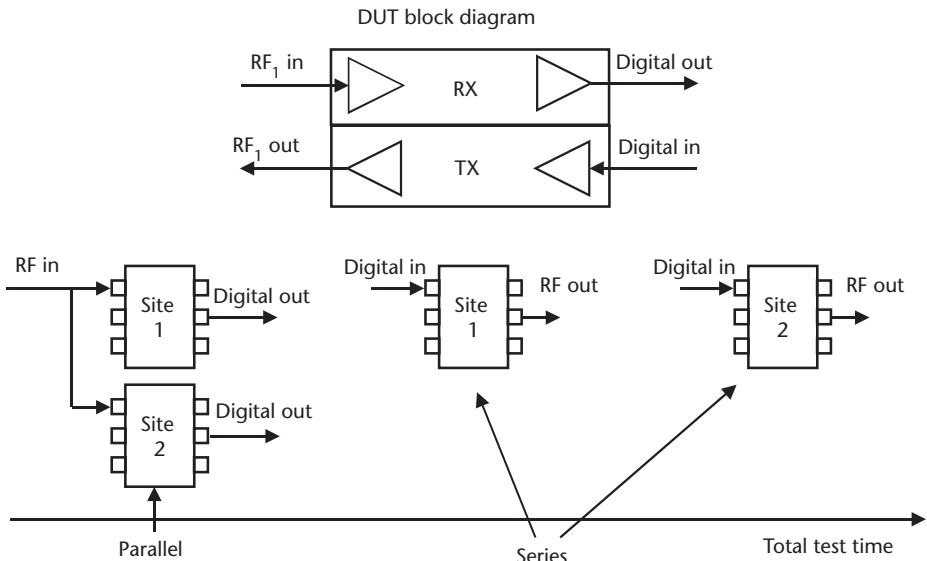 DUT block diagram
RF1 in
RX
Digital out
RF1 out
TX
Digital in
RF in
Site
1
Digital out
Digital in
Site
1
RF out
Digital in
Site
2
RF out
Site
2
Digital out
Parallel
Series
Total test time